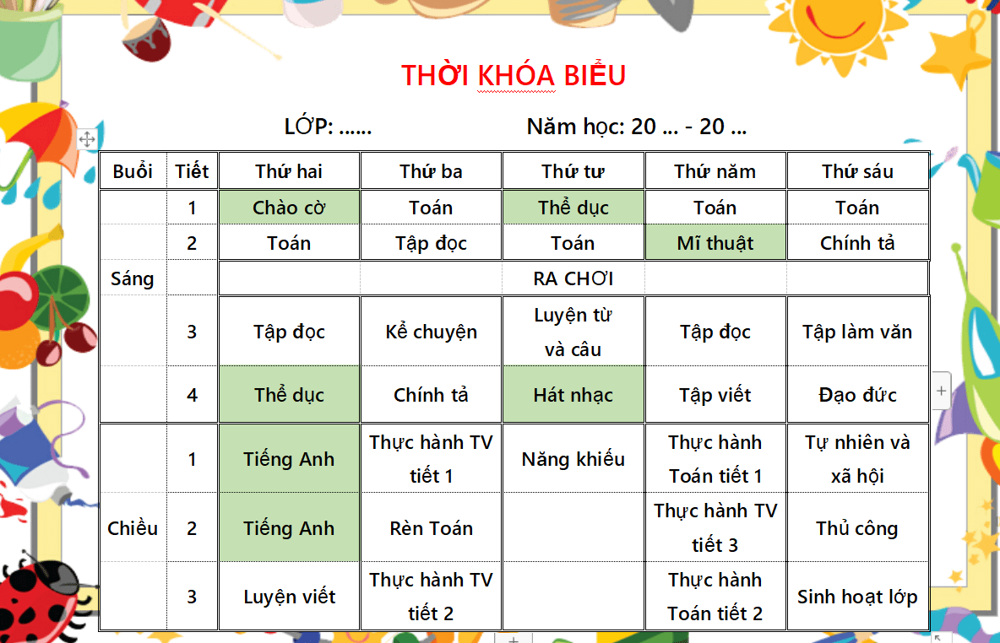 THỜI KHÓA BIỂU
LỚP: ...... Năm học: 20 ... - 20 ...
Buổi Tiết Thứ hai Thứ ba Thứ tư Thứ năm Thứ sáu
1 Chào cờ Toán Thể dục Toán Toán
2 Toán Tập đọc Toán Mĩ thuật Chính tả
Sáng RA CHƠI
3 Tập đọc Kể chuyện Luyện từ và câu Tập đọc Tập làm văn
4 Thể dục Chính tả Hát nhạc Tập viết Đạo đức
1 Tiếng Anh Thực hành TV tiết 1 Năng khiếu Thực hành Toán tiết 1 Tự nhiên và xã hội
Chiều 2 Tiếng Anh Rèn Toán Thực hành TV tiết 3 Thủ công
3 Luyện viết Thực hành TV tiết 2 Thực hành Toán tiết 2 Sinh hoạt lớp